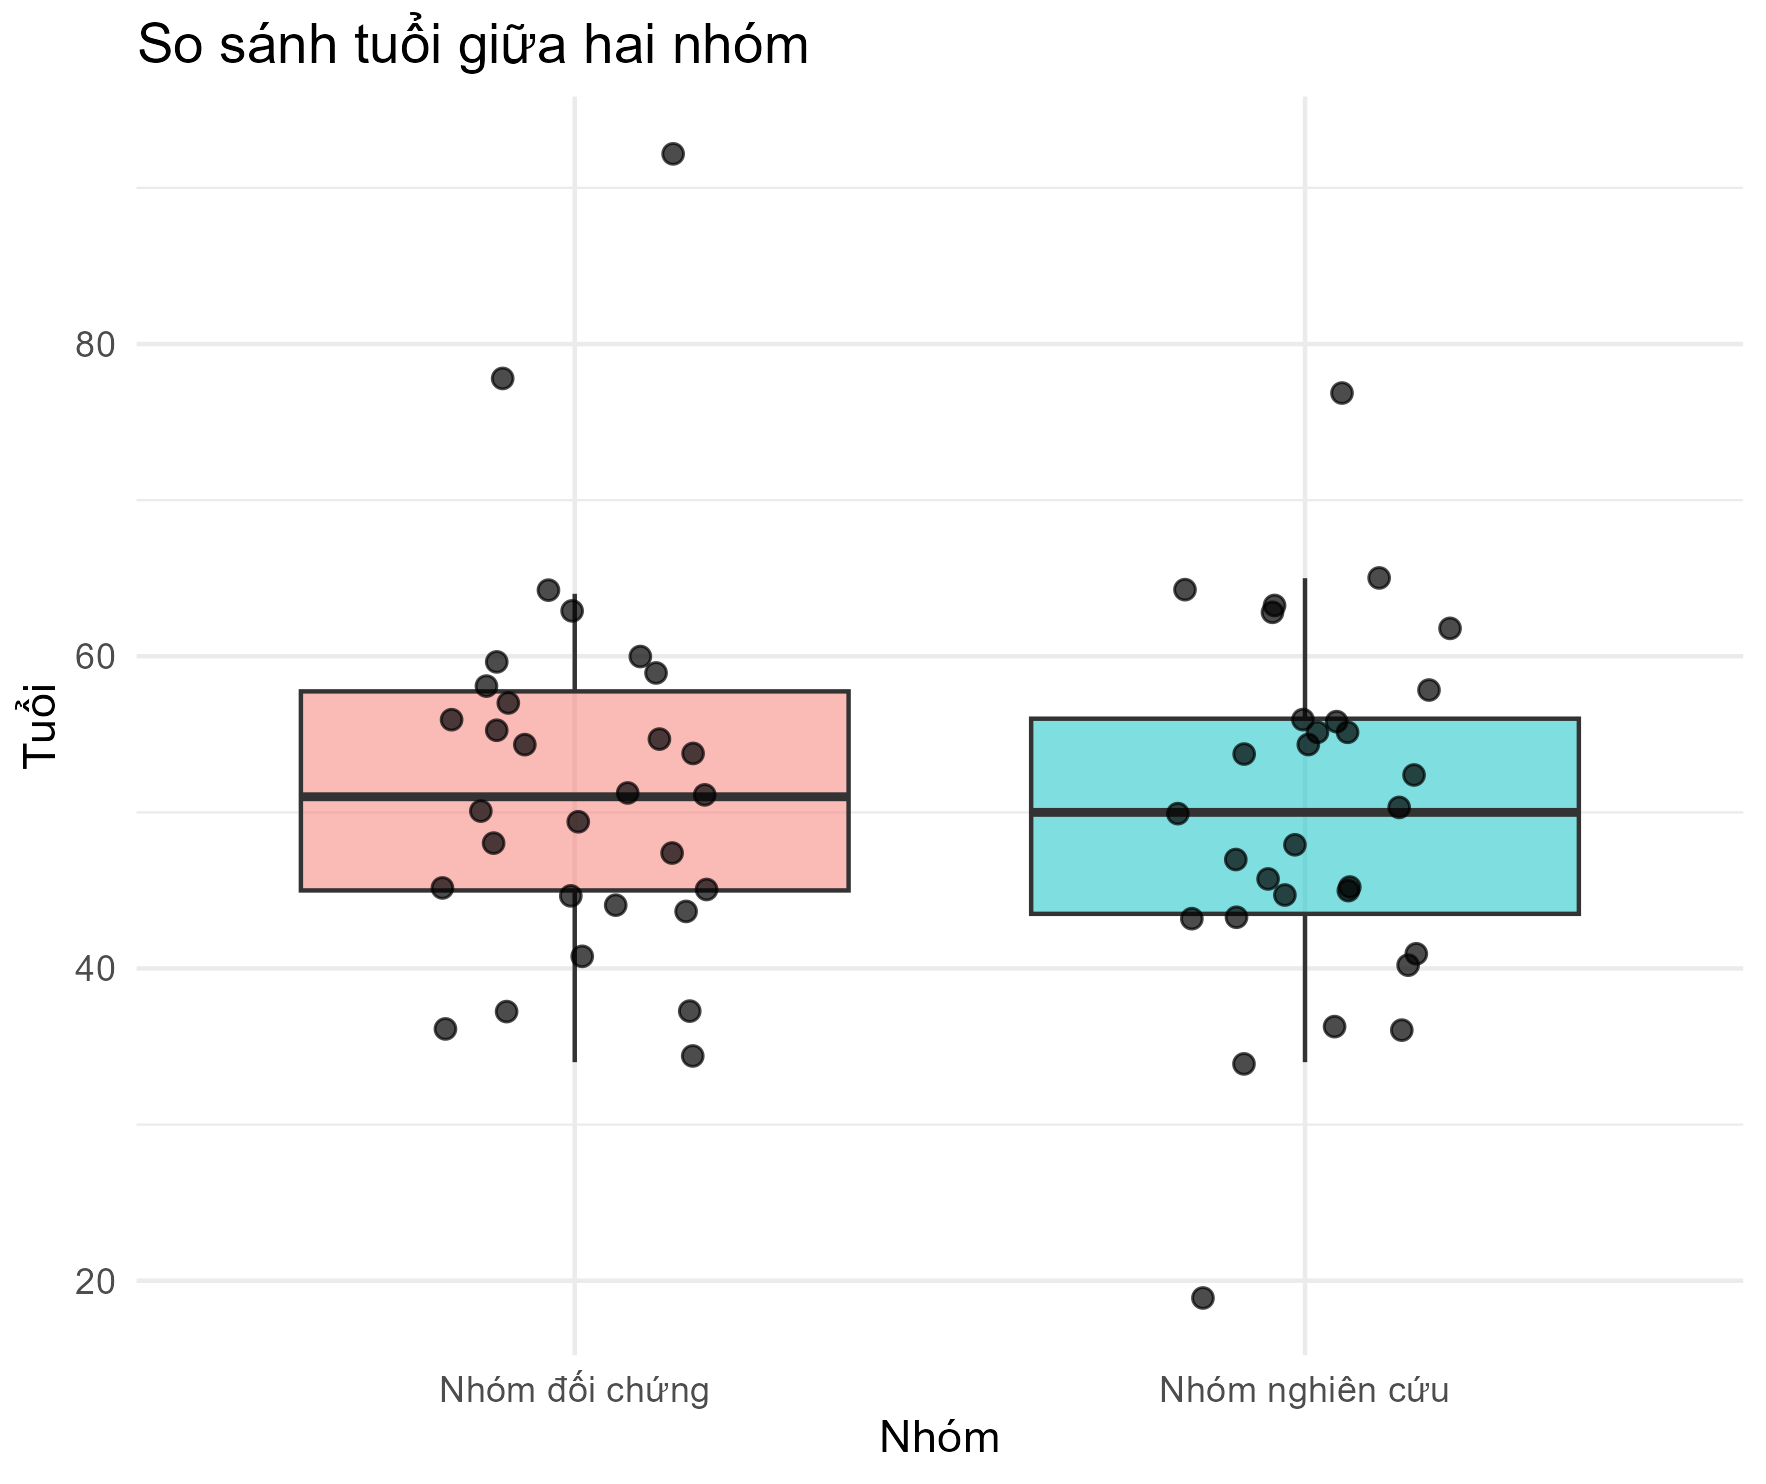 So sánh tuổi giữa hai nhóm
Tuổi
80
60
40
20
Nhóm đối chứng
Nhóm nghiên cứu
Nhóm